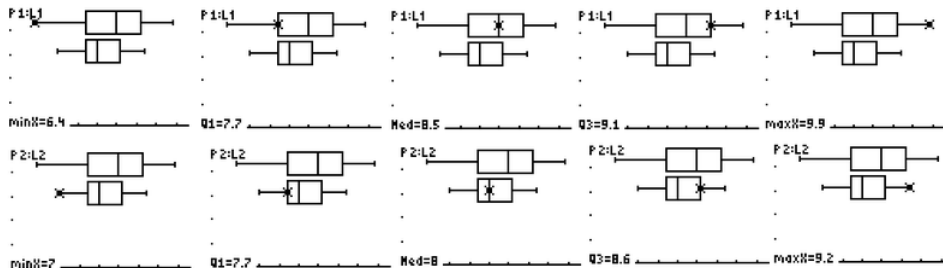 P1:L1
minX=6.4
P1:L1
Q1=7.7
P1:L1
Med=8.5
P1:L1
Q3=9.1
P1:L1
maxX=9.9
P2:L2
minX=7
P2:L2
Q1=7.7
P2:L2
Med=8
P2:L2
Q3=8.6
P2:L2
maxX=9.2